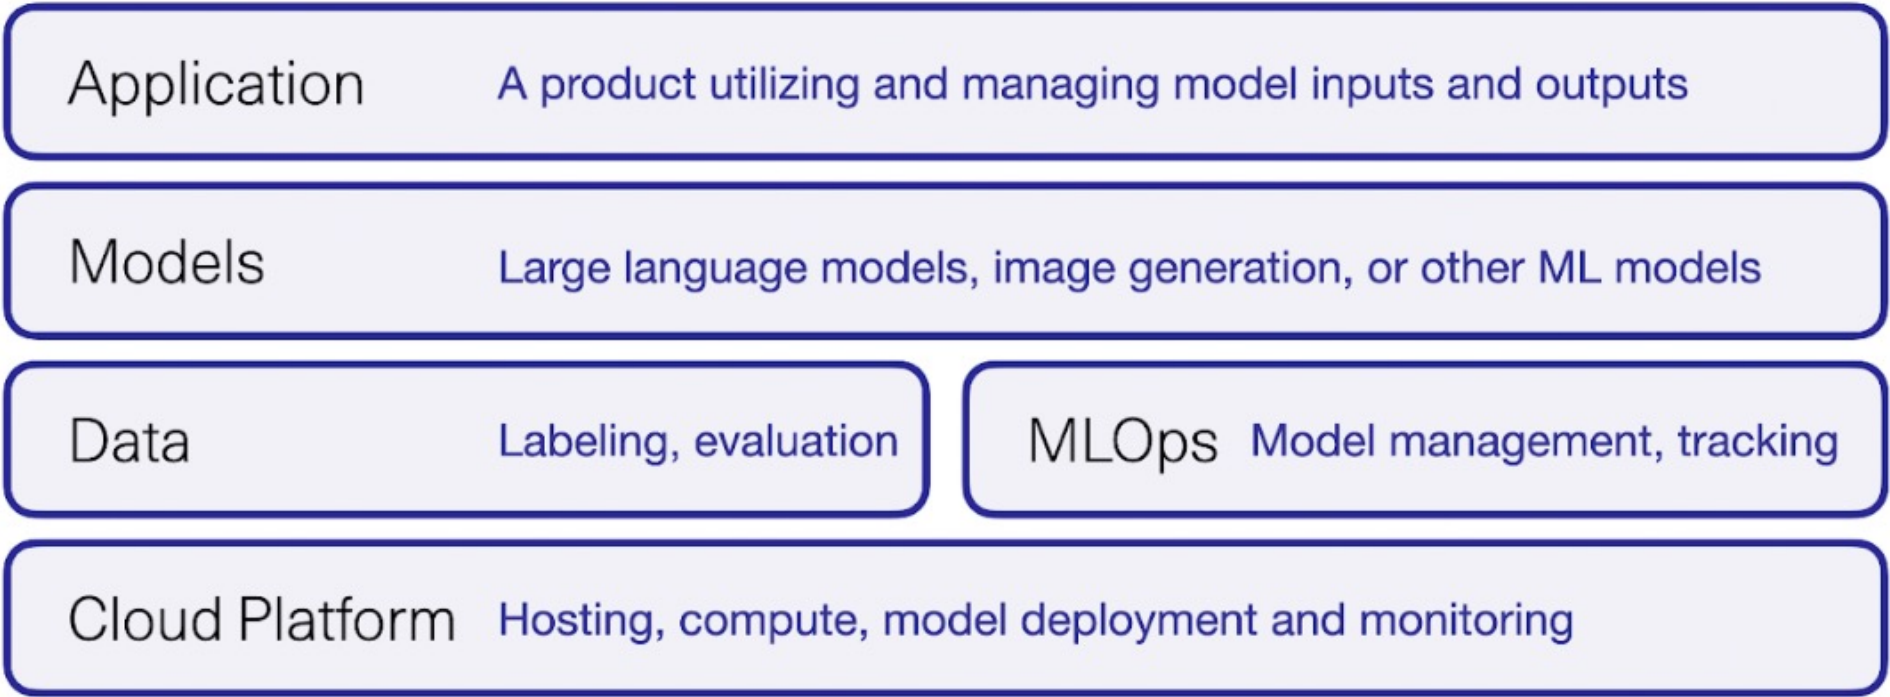 Application A product utilizing and managing model inputs and outputs
Models Large language models, image generation, or other ML models
Data Labeling, evaluation
MLOps Model management, tracking
Cloud Platform Hosting, compute, model deployment and monitoring